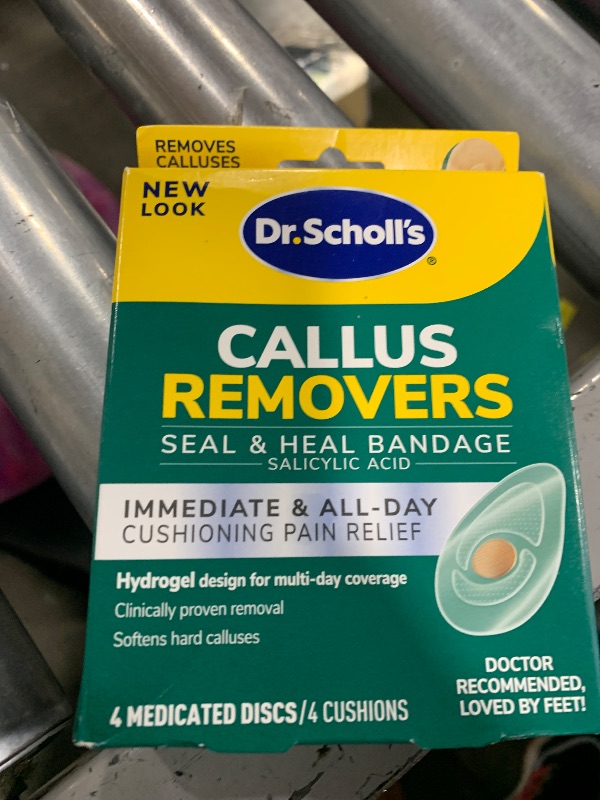 REMOVES
CALLUSES
NEW
LOOK
Dr.Scholl's®
CALLUS
REMOVERS
SEAL & HEAL BANDAGE
SALICYLIC ACID
IMMEDIATE & ALL-DAY
CUSHIONING PAIN RELIEF
Hydrogel design for multi-day coverage
Clinically proven removal
Softens hard calluses
DOCTOR
RECOMMENDED,
LOVED BY FEET!
4 MEDICATED DISCS/4 CUSHIONS